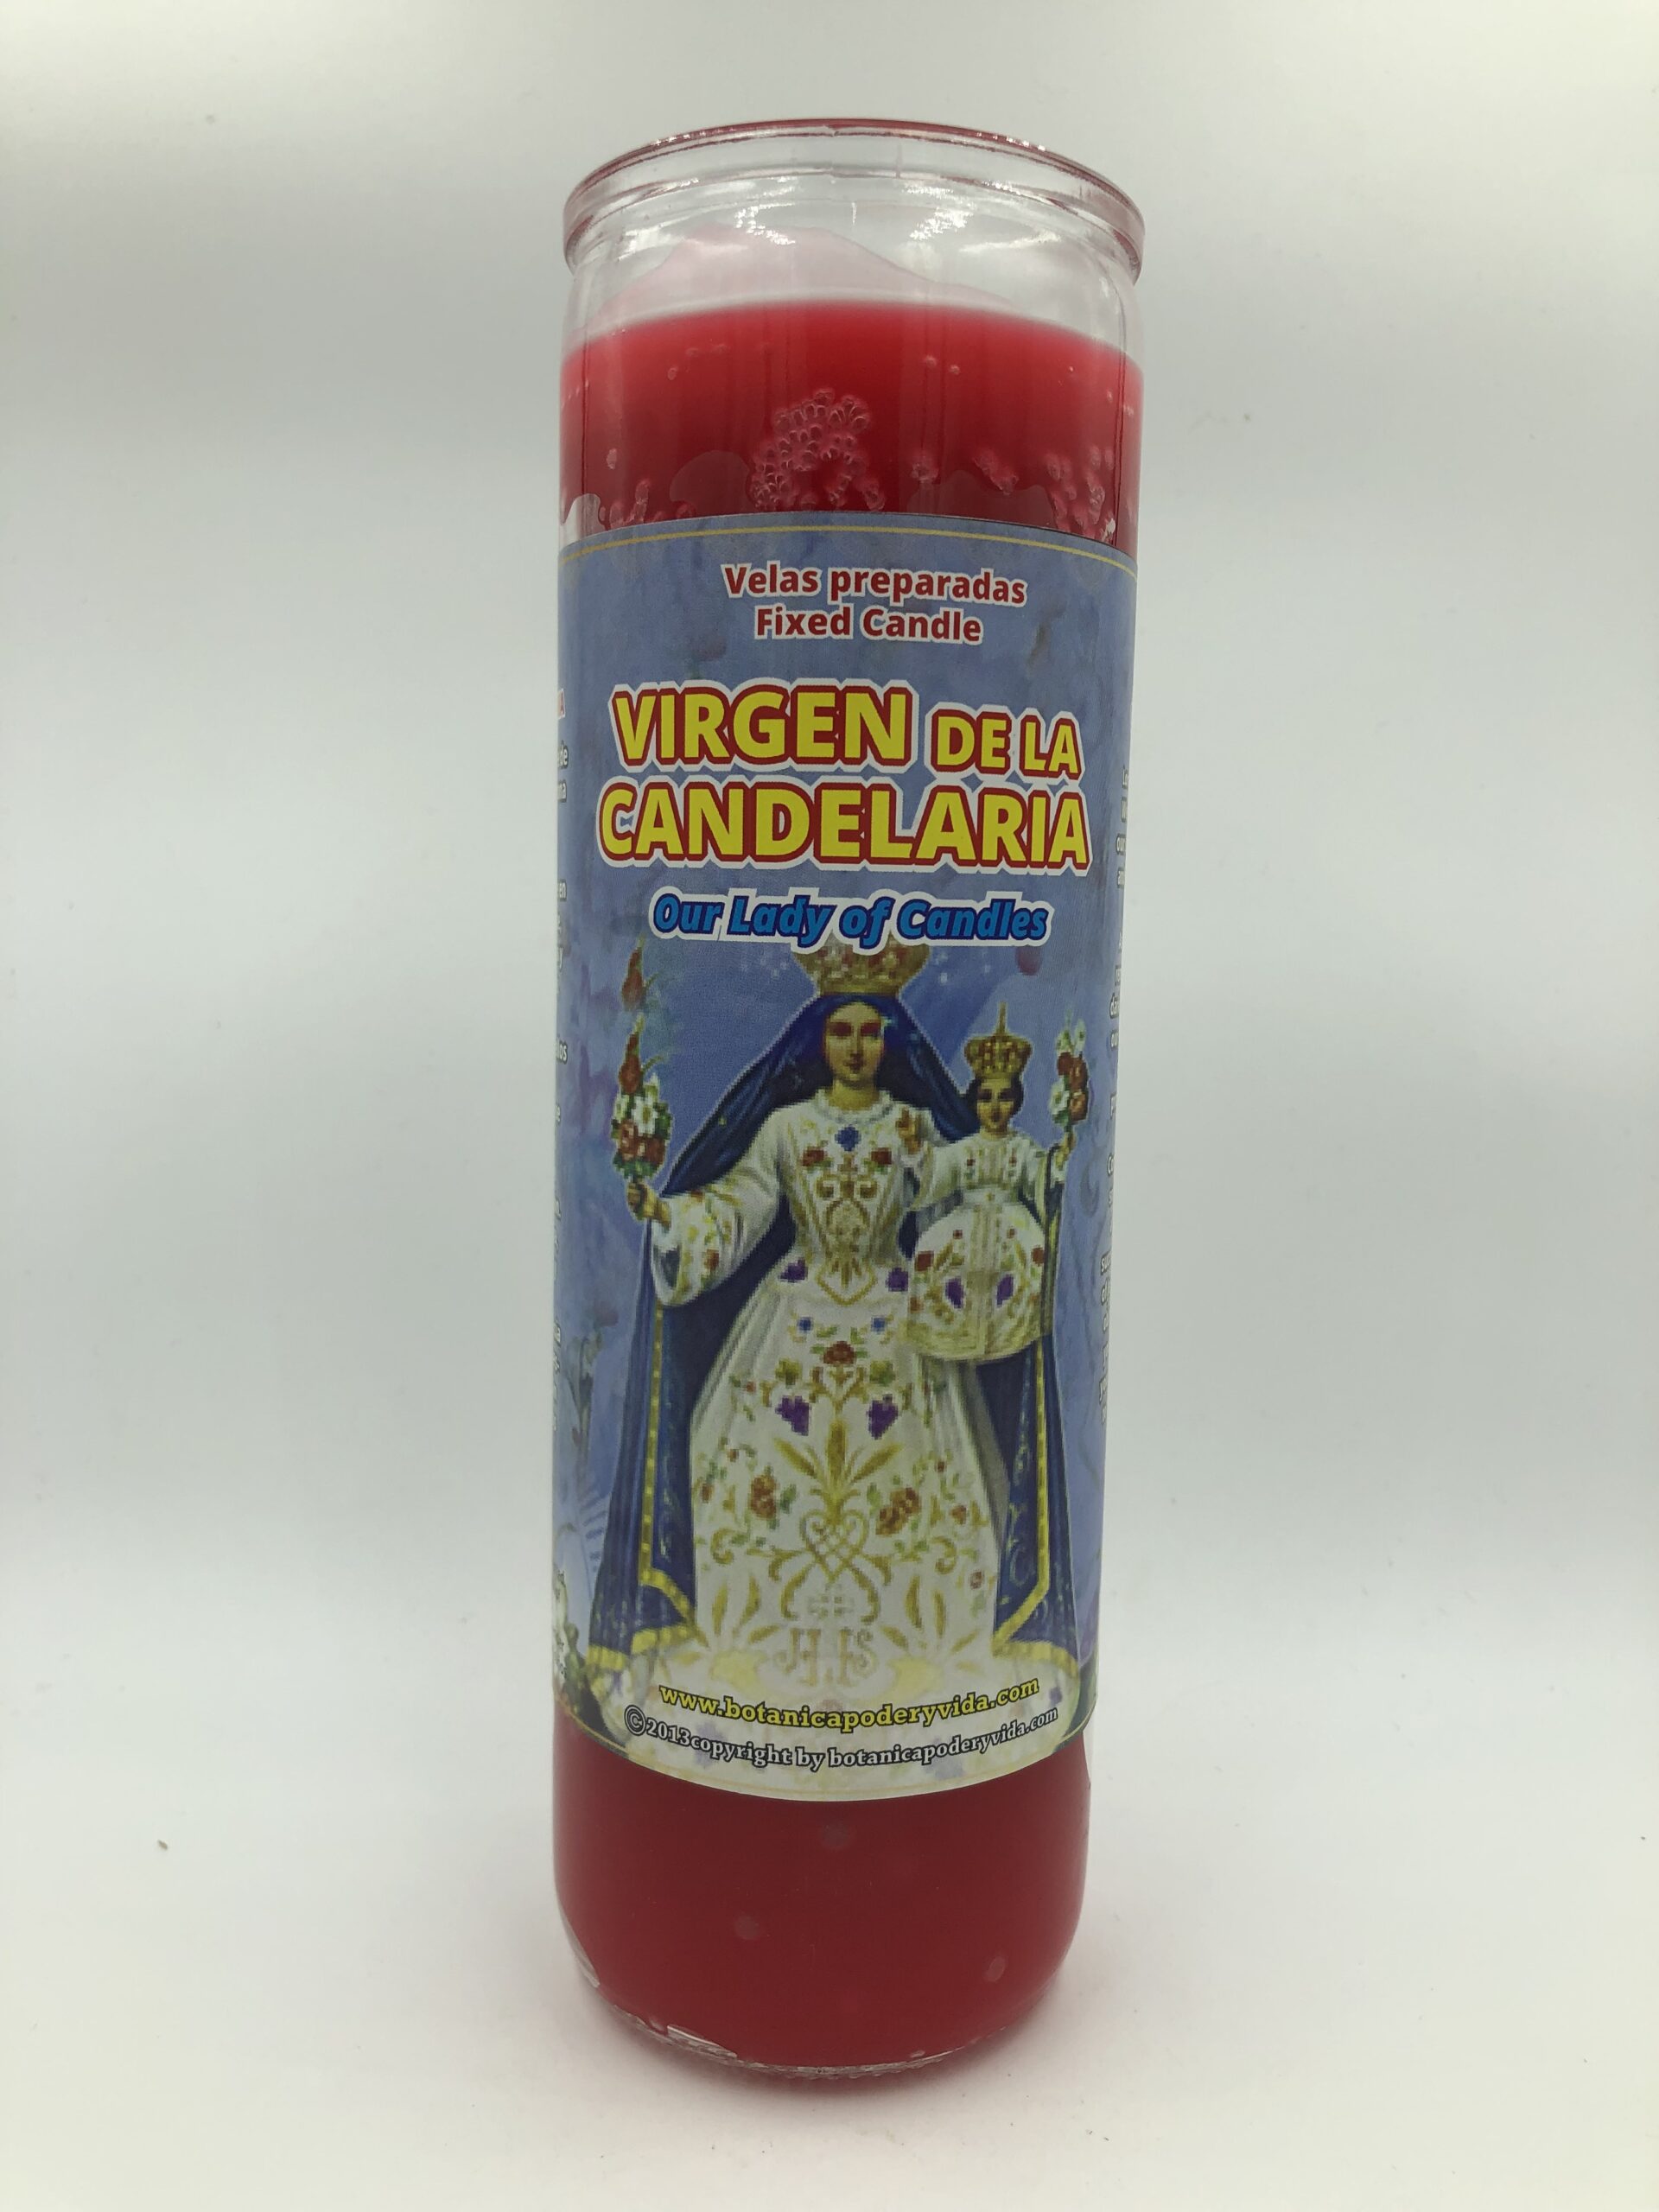 Velas preparadas
Fixed Candle
VIRGEN DE LA
CANDELARIA
Our Lady of Candles
JHS
www.botanicapoderyvida.com
©2013copyright by botanicapoderyvida.com